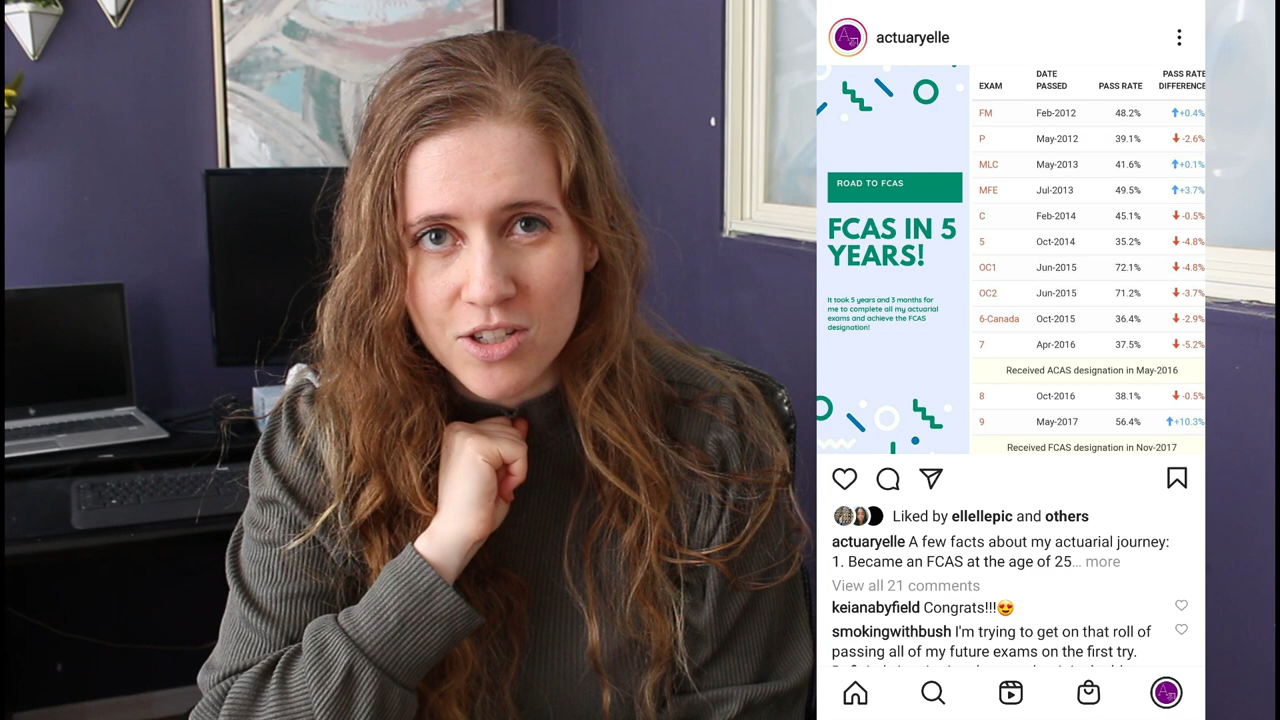 actuaryelle
ROAD TO FCAS
FCAS IN 5
YEARS!
It took 5 years and 3 months for
me to complete all my actuarial
exams and achieve the FCAS
designation!
EXAM DATE PASSED PASS RATE PASS RATE DIFFERENCE
FM Feb-2012 48.2% +0.4%
P May-2012 39.1% -2.6%
MLC May-2013 41.6% +0.1%
MFE Jul-2013 49.5% +3.7%
C Feb-2014 45.1% -0.5%
5 Oct-2014 35.2% -4.8%
OC1 Jun-2015 72.1% -4.8%
OC2 Jun-2015 71.2% -3.7%
6-Canada Oct-2015 36.4% -2.9%
7 Apr-2016 37.5% -5.2%
Received ACAS designation in May-2016
8 Oct-2016 38.1% -0.5%
9 May-2017 56.4% +10.3%
Received FCAS designation in Nov-2017
Liked by ellellepic and others
actuaryelle A few facts about my actuarial journey:
1. Became an FCAS at the age of 25... more
View all 21 comments
keianabyfield Congrats!!!😍
smokingwithbush I'm trying to get on that roll of
passing all of my future exams on the first try.